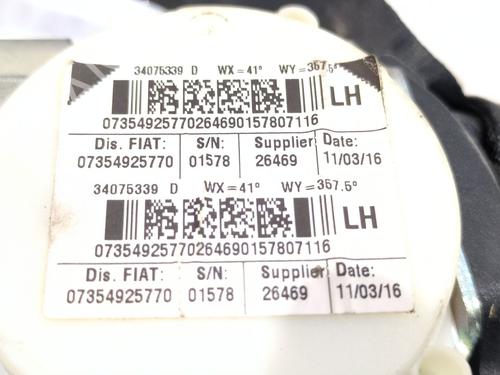 34075339 D WX=41° WY=357.5°
LH
07354925770264690157807116
Dis. FIAT: S/N: Supplier Date:
07354925770 01578 26469 11/03/16
34075339 D WX=41° WY=357.5°
LH
07354925770264690157807116
Dis. FIAT: S/N: Supplier Date:
07354925770 01578 26469 11/03/16